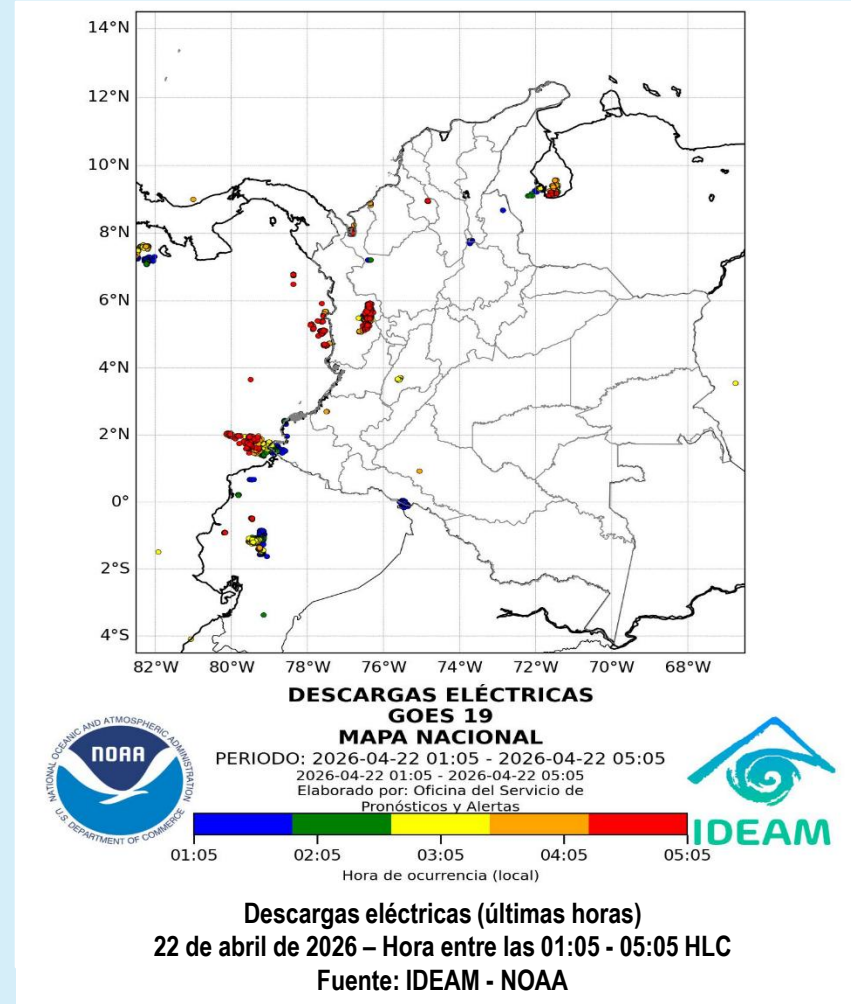 14°N
12°N
10°N
8°N
6°N
4°N
2°N
0°
2°S
4°S
82°W 80°W 78°W 76°W 74°W 72°W 70°W 68°W
DESCARGAS ELÉCTRICAS
GOES 19
MAPA NACIONAL
PERIODO: 2026-04-22 01:05 - 2026-04-22 05:05
2026-04-22 01:05 - 2026-04-22 05:05
Elaborado por: Oficina del Servicio de
Pronósticos y Alertas
NATIONAL OCEANIC AND ATMOSPHERIC ADMINISTRATION
NOAA
U.S. DEPARTMENT OF COMMERCE
IDEAM
01:05 02:05 03:05 04:05 05:05
Hora de ocurrencia (local)
Descargas eléctricas (últimas horas)
22 de abril de 2026 – Hora entre las 01:05 - 05:05 HLC
Fuente: IDEAM - NOAA